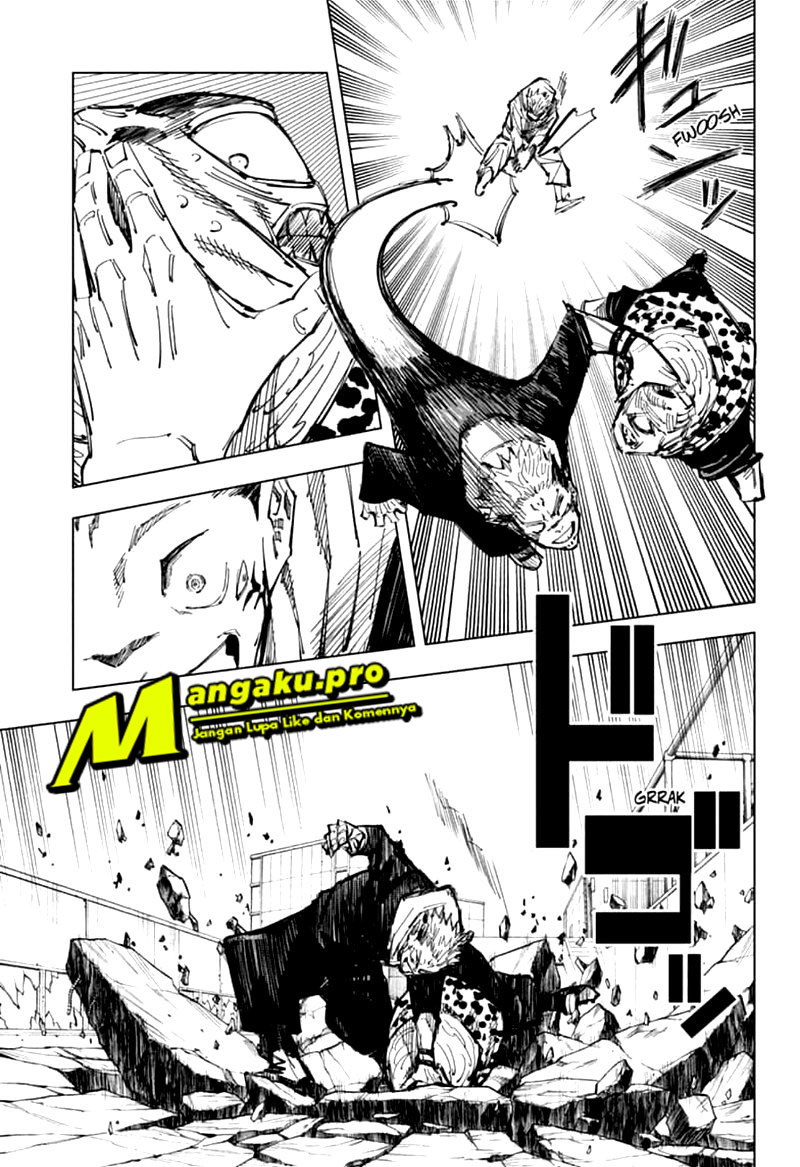 ギュンッ
FWOOSH
Mangaku.pro
Jangan Lupa Like dan Komennya
ドゴッ
GRRAK